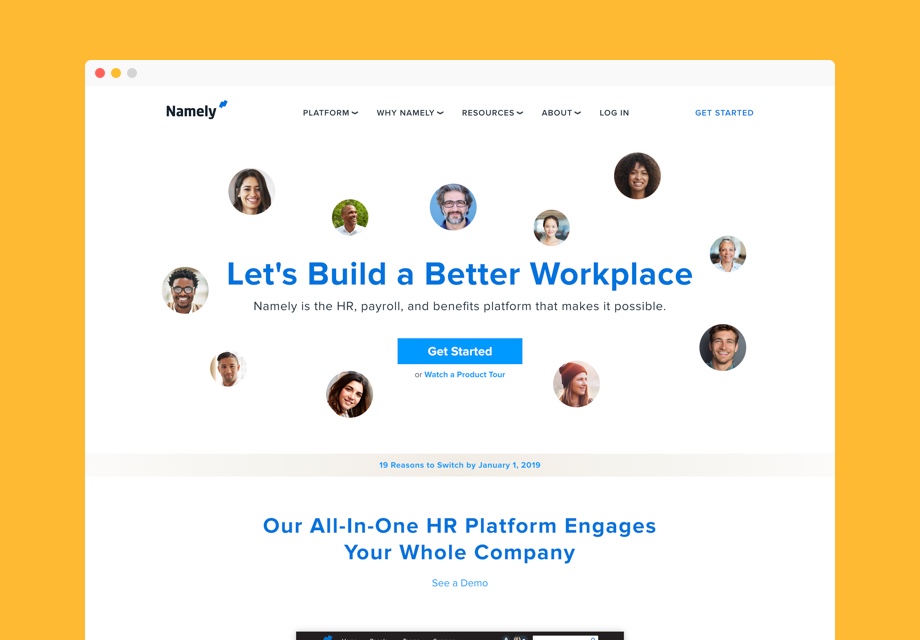 Namely
PLATFORM
WHY NAMELY
RESOURCES
ABOUT
LOG IN
GET STARTED
Let's Build a Better Workplace
Namely is the HR, payroll, and benefits platform that makes it possible.
Get Started
or Watch a Product Tour
19 Reasons to Switch by January 1, 2019
Our All-In-One HR Platform Engages
Your Whole Company
See a Demo